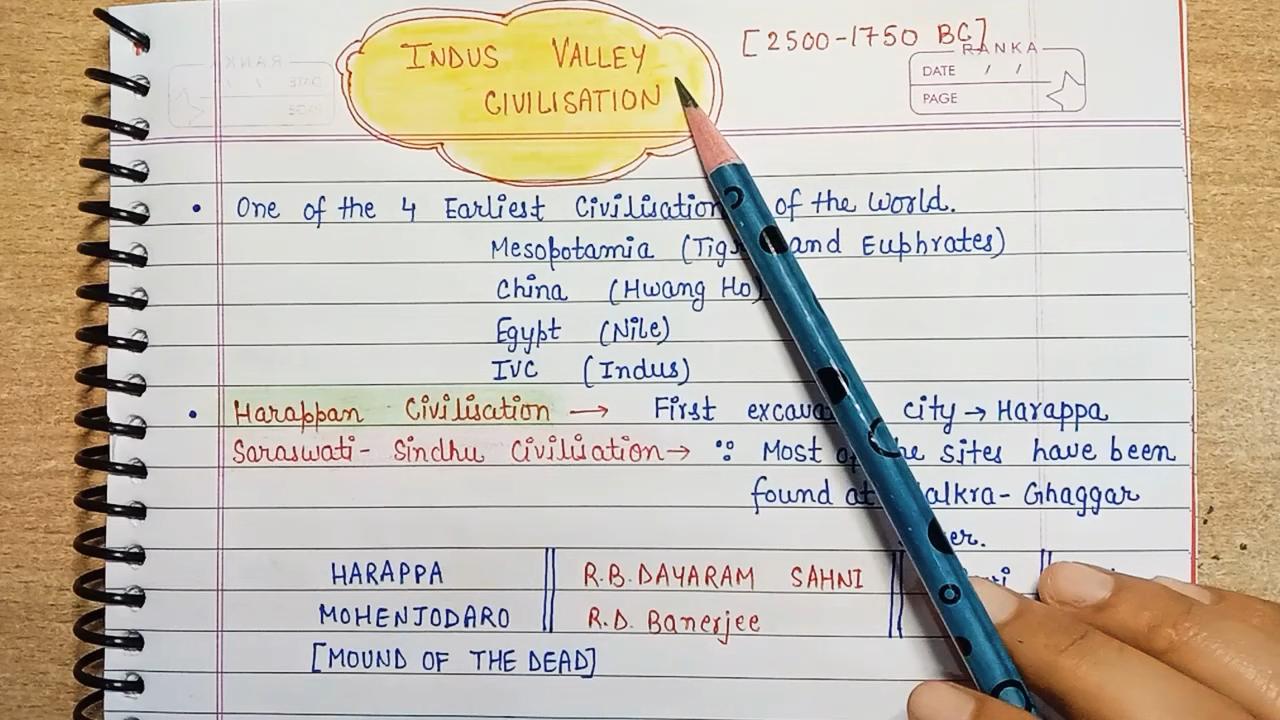 INDUS VALLEY
CIVILISATION
[2500-1750 BC]
RANKA
DATE / /
PAGE
• One of the 4 Earliest Civilisation of the World.
Mesopotamia (Tig and Euphrates)
China (Hwang Ho)
Egypt (Nile)
IVC (Indus)
• Harappan Civilisation → First city → Harappa
Saraswati- Sindhu Civilisation → ∵ Most sites have been
found at Ghaggar
HARAPPA || R.B. DAYARAM SAHNI ||
MOHENJODARO || R.D. Banerjee ||
[MOUND OF THE DEAD]